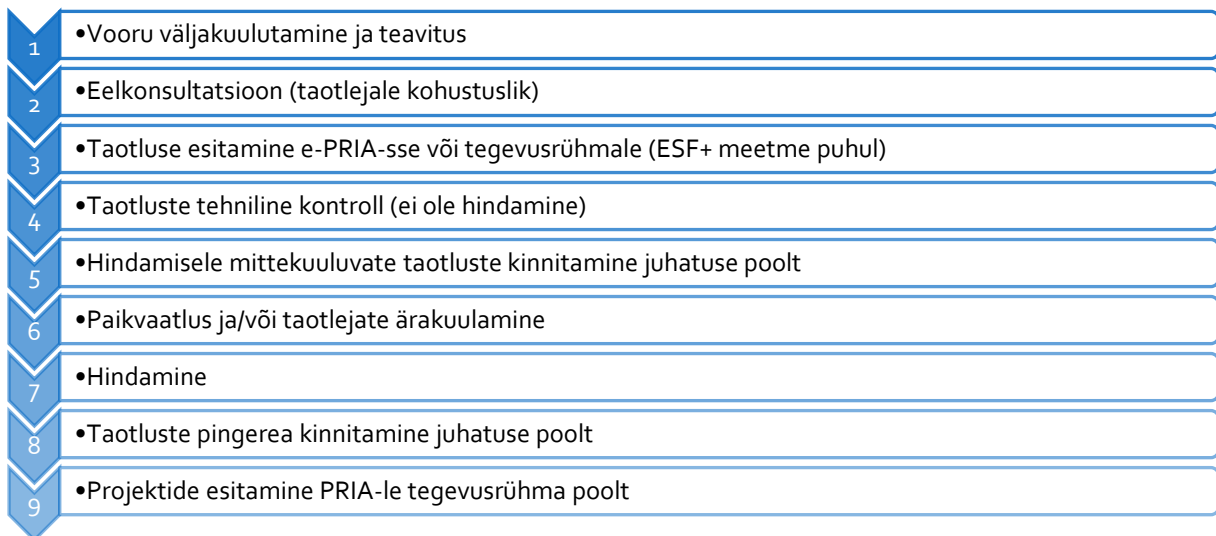 1 •Vooru väljakuulutamine ja teavitus
2 •Eelkonsultatsioon (taotlejale kohustuslik)
3 •Taotluse esitamine e-PRIA-sse või tegevusrühmale (ESF+ meetme puhul)
4 •Taotluste tehniline kontroll (ei ole hindamine)
5 •Hindamisele mittekuuluvate taotluste kinnitamine juhatuse poolt
6 •Paikvaatlus ja/või taotlejate ärakuulamine
7 •Hindamine
8 •Taotluste pingerea kinnitamine juhatuse poolt
9 •Projektide esitamine PRIA-le tegevusrühma poolt